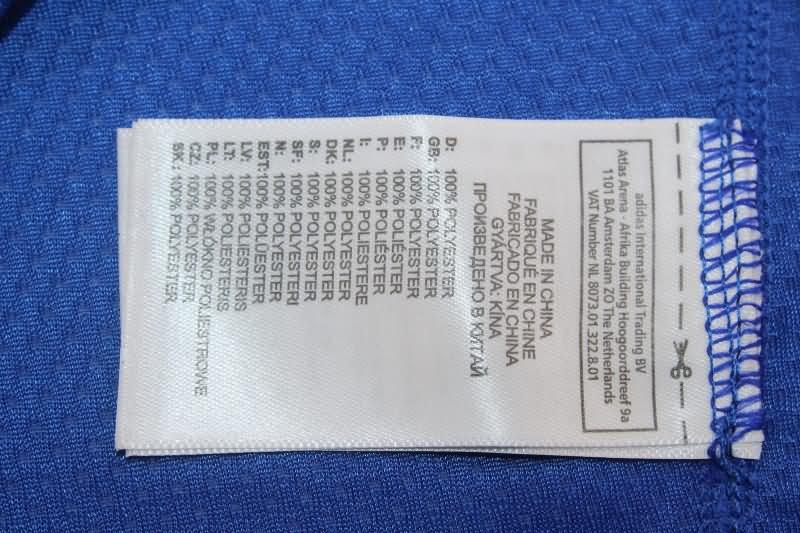 adidas International Trading BV
Atlas Arena - Afrika Building Hoogoorddreef 9a
1101 BA Amsterdam ZO The Netherlands
VAT Number NL 8073.01.322.8.01
MADE IN CHINA
FABRIQUÉ EN CHINE
FABRICADO EN CHINA
GYÁRTVA: KÍNA
ПРОИЗВЕДЕНО В КИТАЙ
D: 100% POLYESTER
GB: 100% POLYESTER
F: 100% POLYESTER
E: 100% POLIÉSTER
P: 100% POLIÉSTER
I: 100% POLIESTERE
NL: 100% POLYESTER
DK: 100% POLYESTER
S: 100% POLYESTER
SF: 100% POLYESTERI
N: 100% POLYESTER
EST: 100% POLÜESTER
LV: 100% POLIESTERIS
LT: 100% POLIESTERIS
PL: 100% WŁÓKNO POLIESTROWE
CZ: 100% POLYESTER
SK: 100% POLYESTER